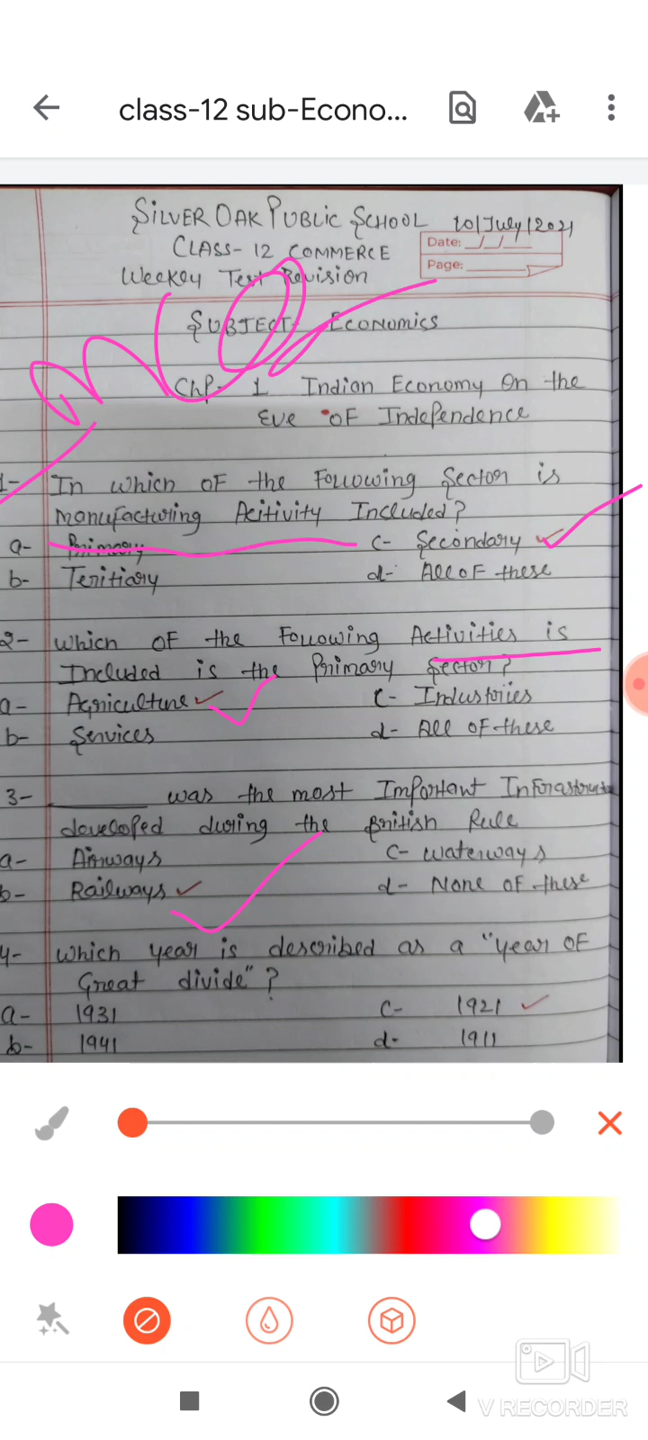 class-12 sub-Econo...
SILVER OAK PUBLIC SCHOOL 10/July/2021
CLASS-12 COMMERCE
Date: _/_/_
Page:
Weekey Test Revision
SUBJECT- ECONOMICS
Chp- 1 Indian Economy On the
Eve OF Independence
1- In which OF the Following Sector is
Manufacturing Acitivity Included?
a- Primary c- Secondary ✓
b- Teritiary d- All OF these
2- Which OF the Following Activities is
Included is the Primary Sector?
a- Agriculture ✓ c- Industories
b- Services d- All OF these
3- ______ was the most Important
developed during the British Rule
a- Airways c- Waterways
b- Railways ✓ d- None OF these
4- Which year is described as a "year OF
Great divide"?
a- 1931 c- 1921 ✓
b- 1941 d- 1911
V RECORDER